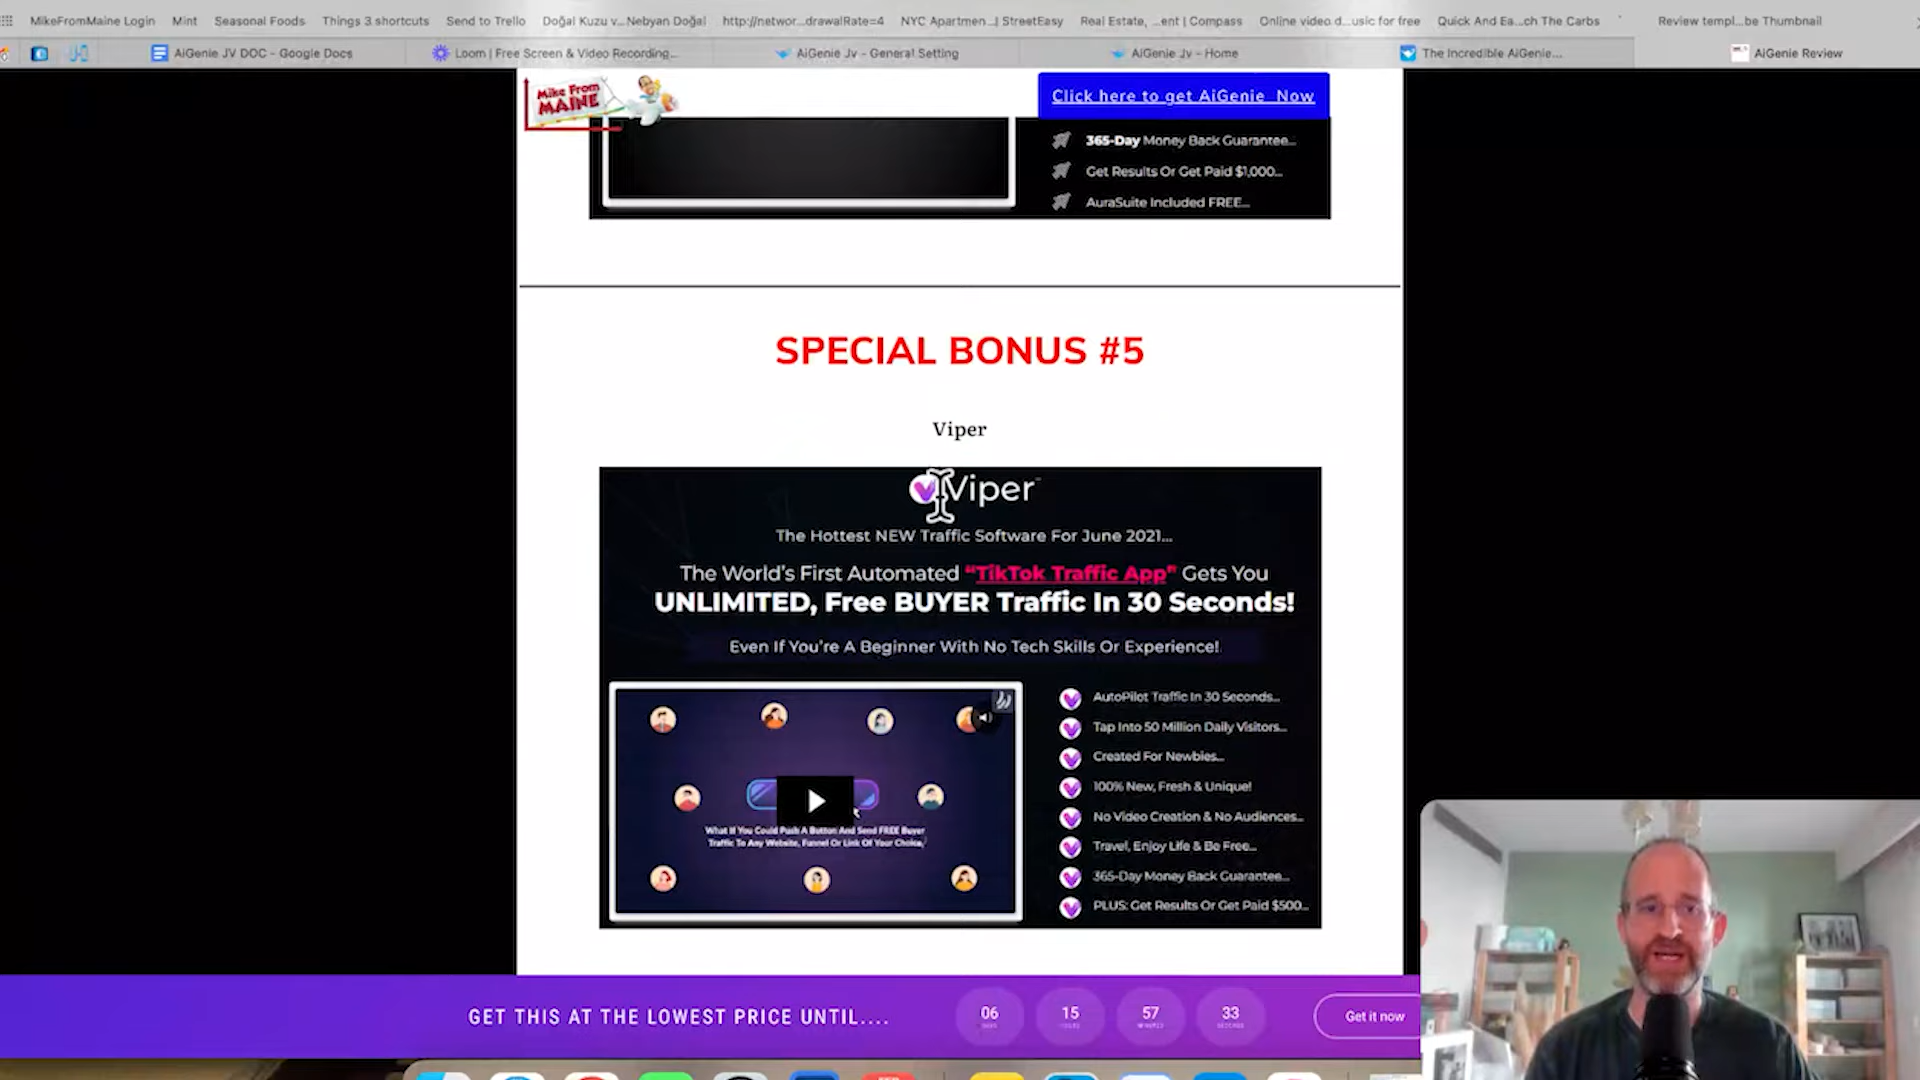 MikeFromMaine Login Mint Seasonal Foods Things 3 shortcuts Send to Trello Doğal Kuzu v...Nebyan Doğal http://networ...drawalRate=4 NYC Apartmen...| StreetEasy Real Estate, ...ent | Compass Online video d...usic for free Quick And Ea...ch The Carbs Review templ...be Thumbnail
AiGenie JV DOC - Google Docs Loom | Free Screen & Video Recording... AiGenie Jv - General Setting AiGenie Jv - Home The Incredible AiGenie... AiGenie Review
Mike From
MAINE
Click here to get AiGenie Now
365-Day Money Back Guarantee...
Get Results Or Get Paid $1,000...
AuraSuite Included FREE...
SPECIAL BONUS #5
Viper
Viper
The Hottest NEW Traffic Software For June 2021...
The World's First Automated "TikTok Traffic App" Gets You
UNLIMITED, Free BUYER Traffic In 30 Seconds!
Even If You're A Beginner With No Tech Skills Or Experience!
What If You Could Push A Button And Send FREE Buyer
Traffic To Any Website, Funnel Or Link Of Your Choice,
AutoPilot Traffic In 30 Seconds...
Tap Into 50 Million Daily Visitors...
Created For Newbies...
100% New, Fresh & Unique!
No Video Creation & No Audiences...
Travel, Enjoy Life & Be Free...
365-Day Money Back Guarantee...
PLUS: Get Results Or Get Paid $500...
GET THIS AT THE LOWEST PRICE UNTIL....
06 15 57 33
Get it now